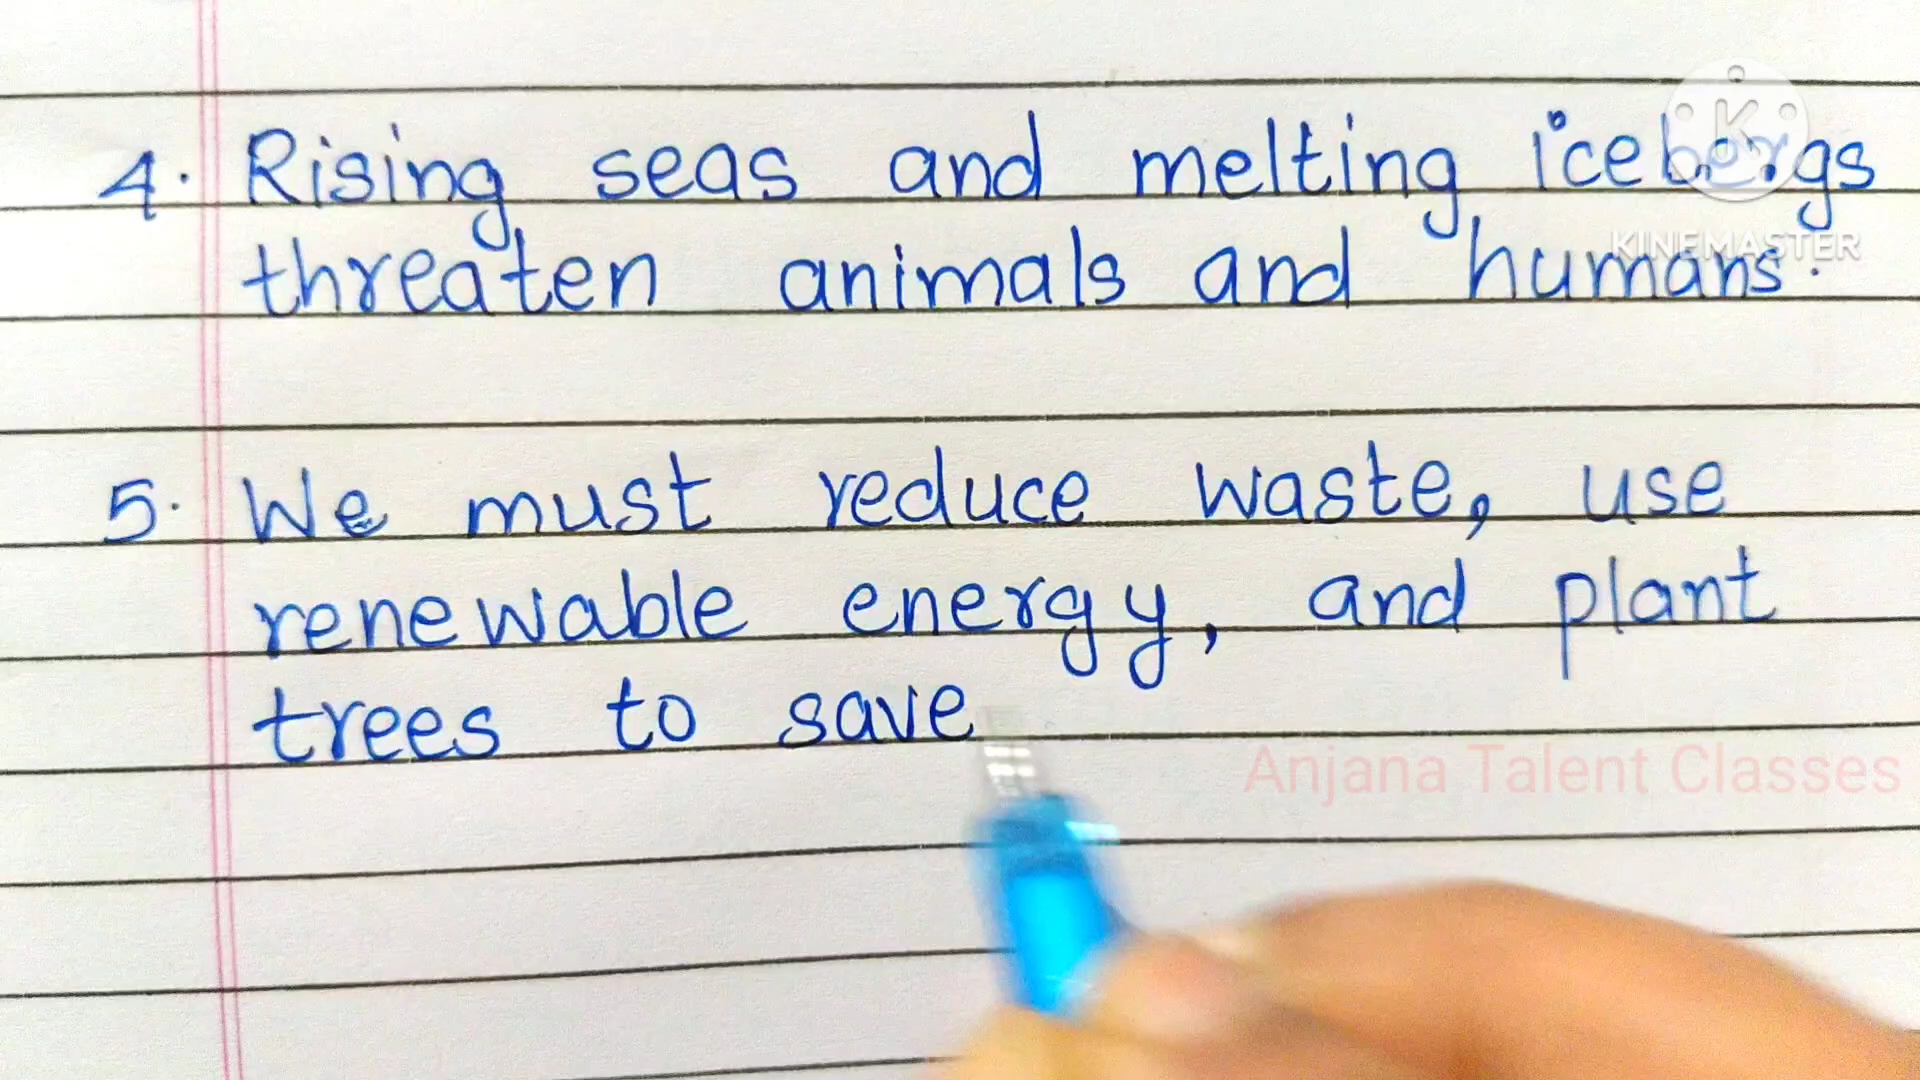 4. Rising seas and melting icebergs
KINEMASTER
threaten animals and humans.
5. We must reduce waste, use
renewable energy, and plant
trees to save
Anjana Talent Classes